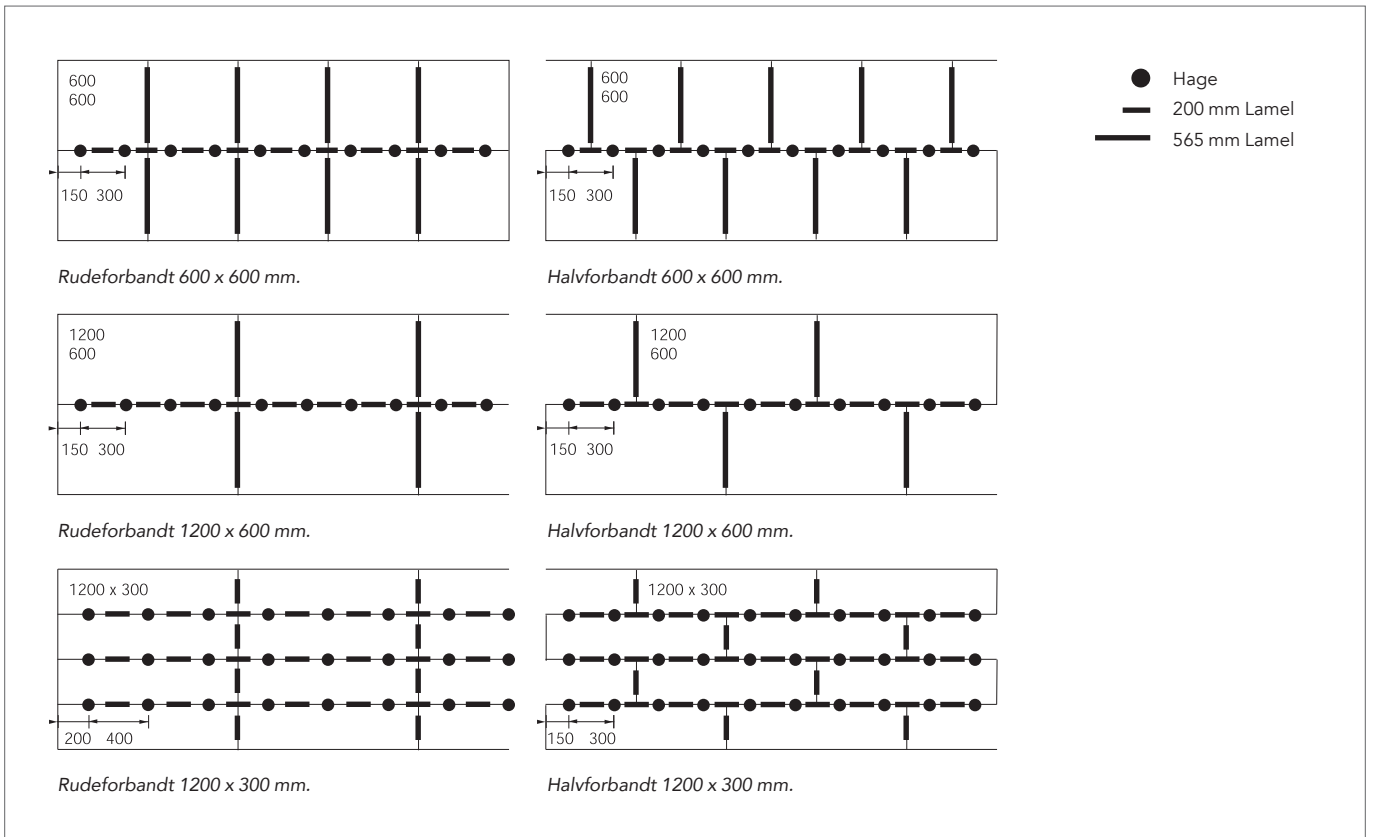 600
600
150 300
Rudeforbandt 600 x 600 mm.
600
600
150 300
Halvforbandt 600 x 600 mm.
Hage
200 mm Lamel
565 mm Lamel
1200
600
150 300
Rudeforbandt 1200 x 600 mm.
1200
600
150 300
Halvforbandt 1200 x 600 mm.
1200 x 300
200 400
Rudeforbandt 1200 x 300 mm.
1200 x 300
150 300
Halvforbandt 1200 x 300 mm.